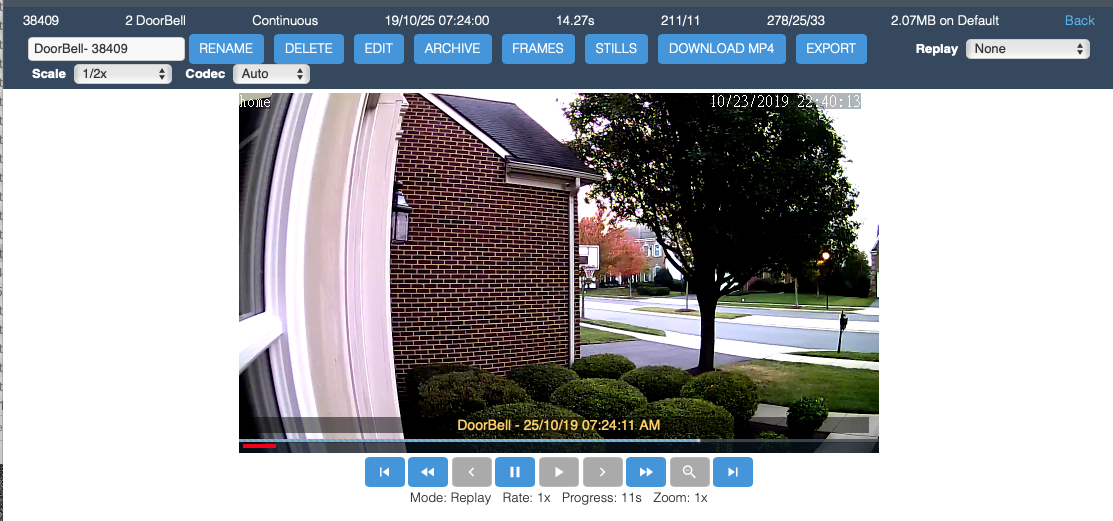 38409 2 DoorBell Continuous 19/10/25 07:24:00 14.27s 211/11 278/25/33 2.07MB on Default Back
DoorBell- 38409 RENAME DELETE EDIT ARCHIVE FRAMES STILLS DOWNLOAD MP4 EXPORT Replay None
Scale 1/2x Codec Auto
home 10/23/2019 22:40:13
DoorBell - 25/10/19 07:24:11 AM
Mode: Replay Rate: 1x Progress: 11s Zoom: 1x